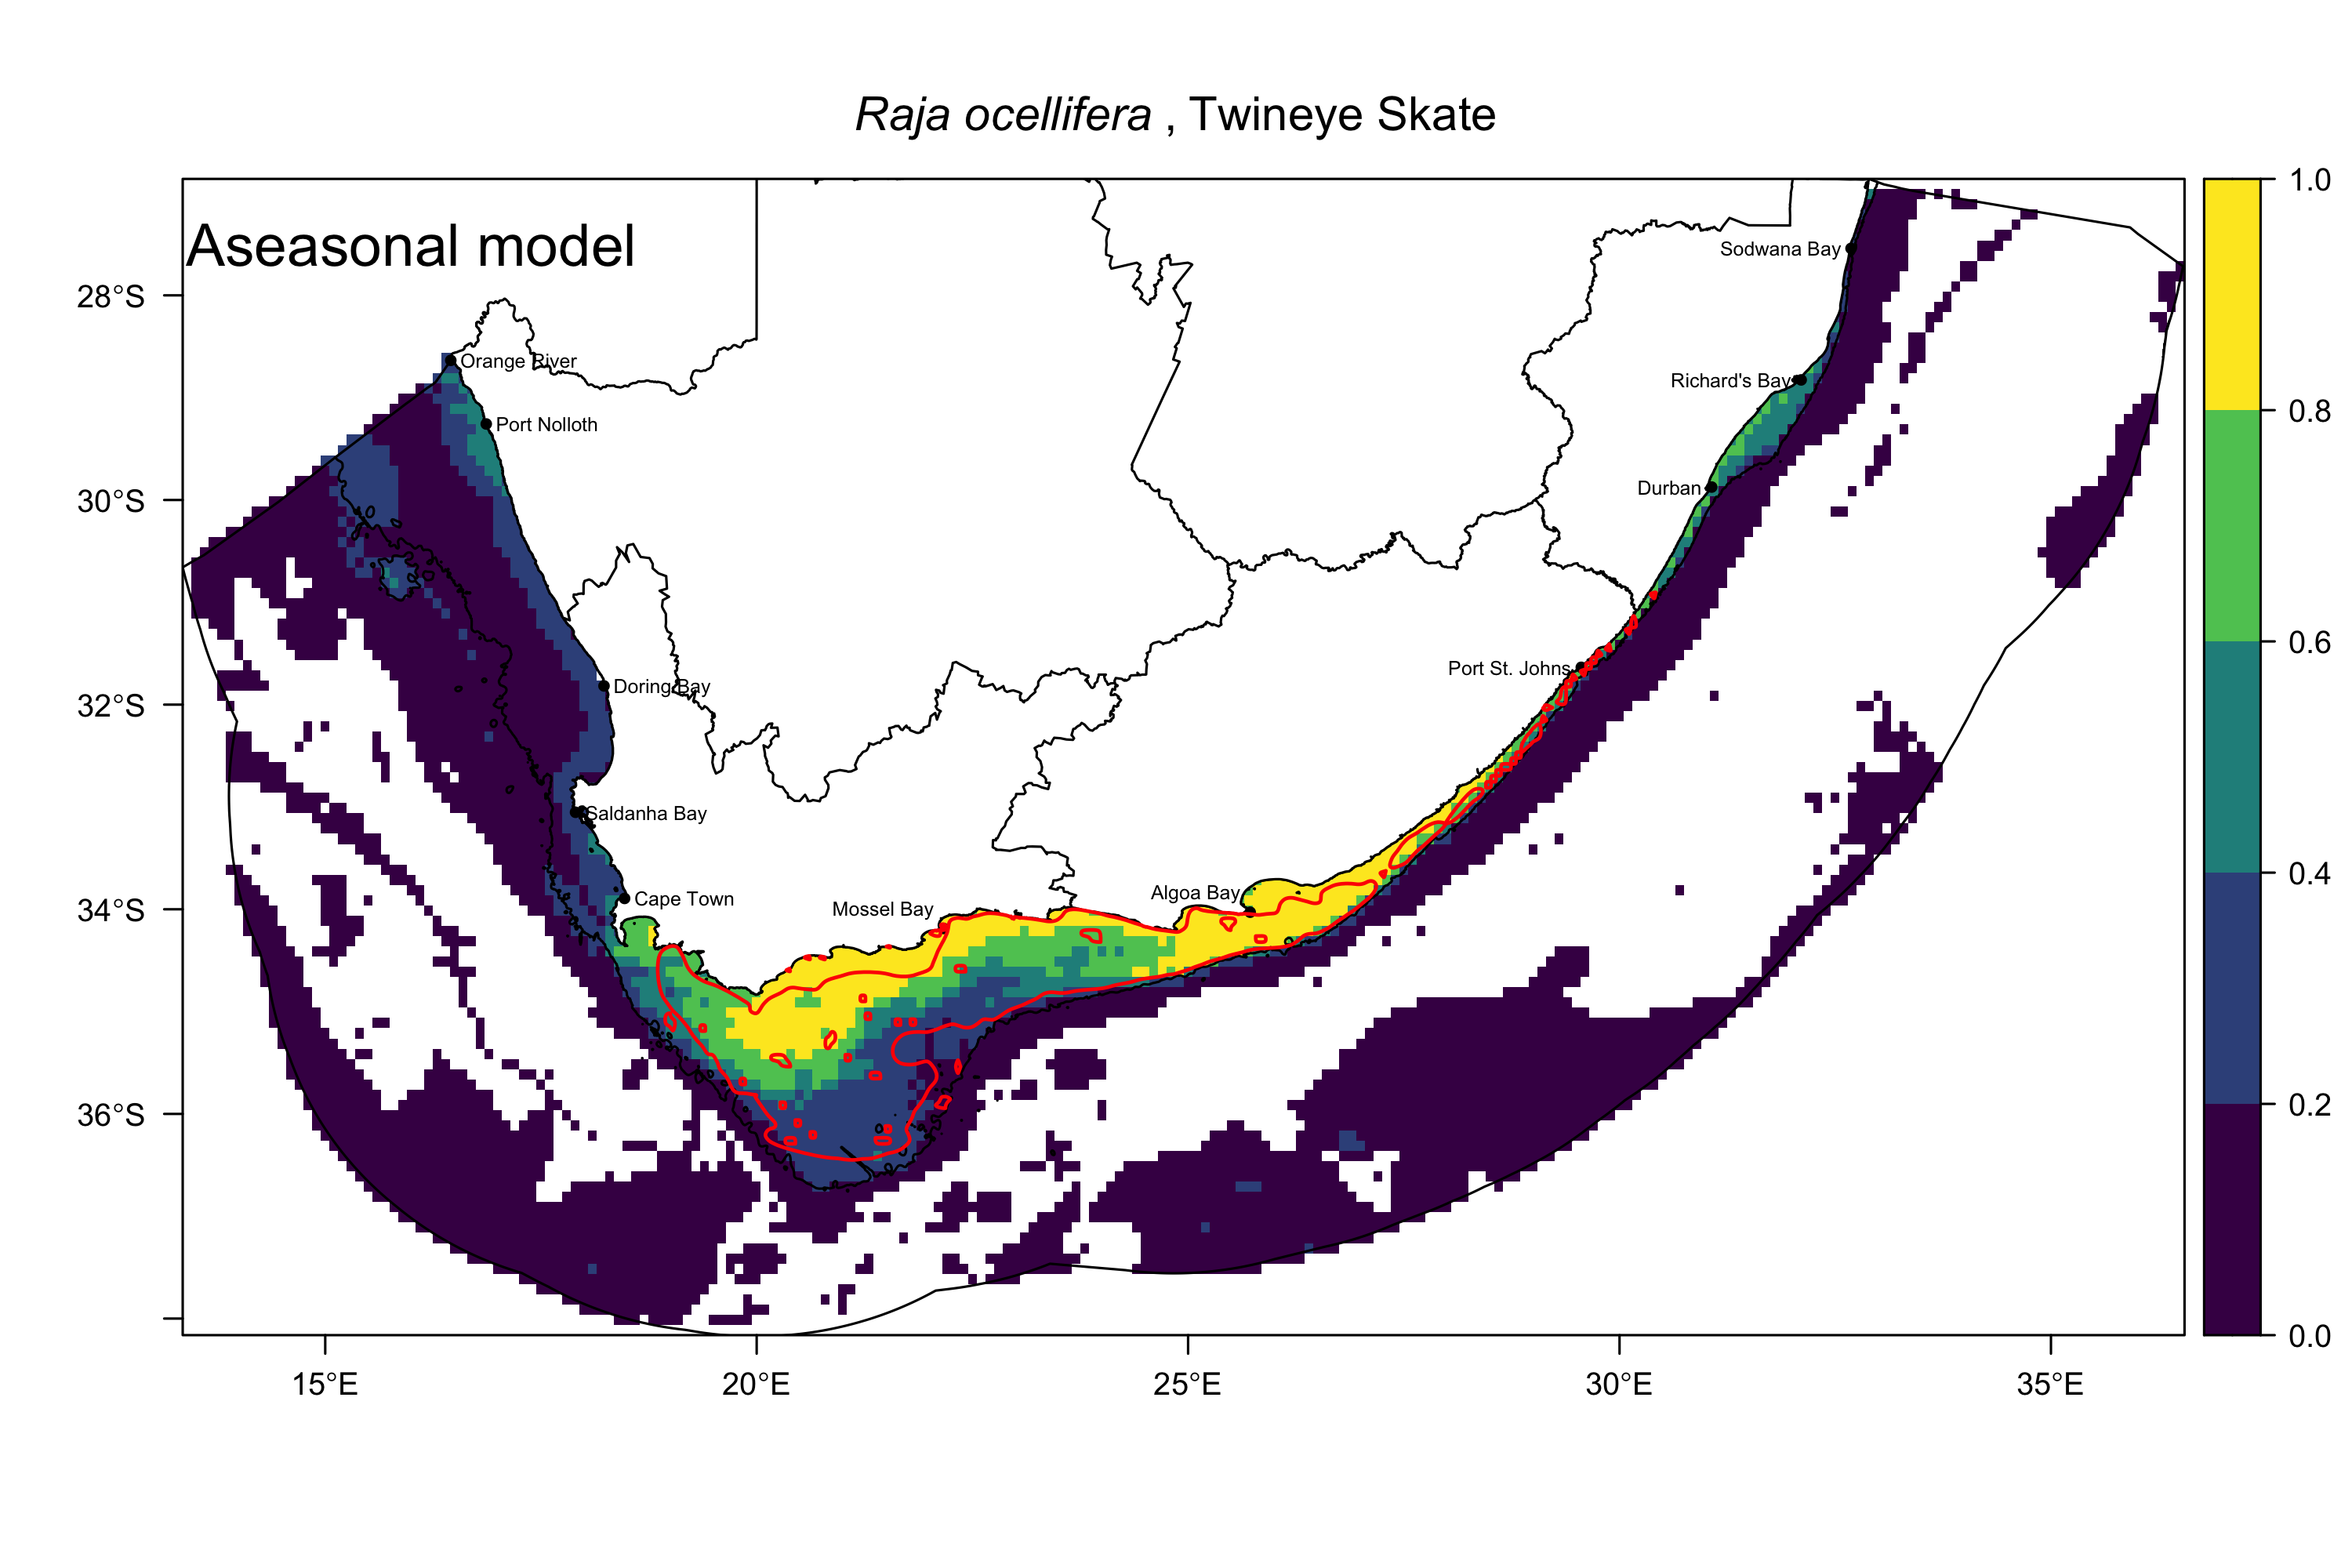 Raja ocellifera , Twineye Skate
Aseasonal model
Sodwana Bay
Orange River
Richard's Bay
Port Nolloth
Durban
Port St. Johns
Doring Bay
Saldanha Bay
Cape Town
Algoa Bay
Mossel Bay
28°S
30°S
32°S
34°S
36°S
15°E
20°E
25°E
30°E
35°E
1.0
0.8
0.6
0.4
0.2
0.0